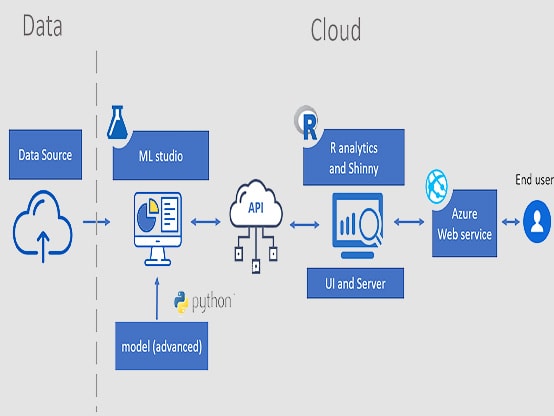 Data
Cloud
Data Source
ML studio
R
R analytics
and Shinny
API
End user
Azure
Web service
UI and Server
python
model (advanced)